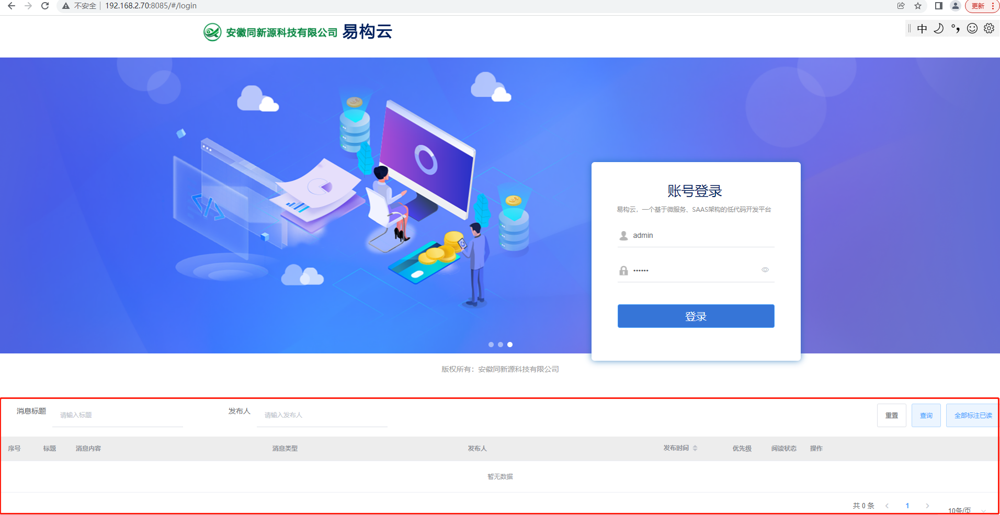 不安全 192.168.2.70:8085/#/login 更新
安徽同新源科技有限公司 易构云 中
账号登录
易构云，一个基于微服务、SAAS架构的低代码开发平台
admin
••••••
登录
版权所有：安徽同新源科技有限公司
消息标题 请输入标题 发布人 请输入发布人 重置 查询 全部标注已读
序号 标题 消息内容 消息类型 发布人 发布时间 优先级 阅读状态 操作
暂无数据
共 0 条 1 10条/页